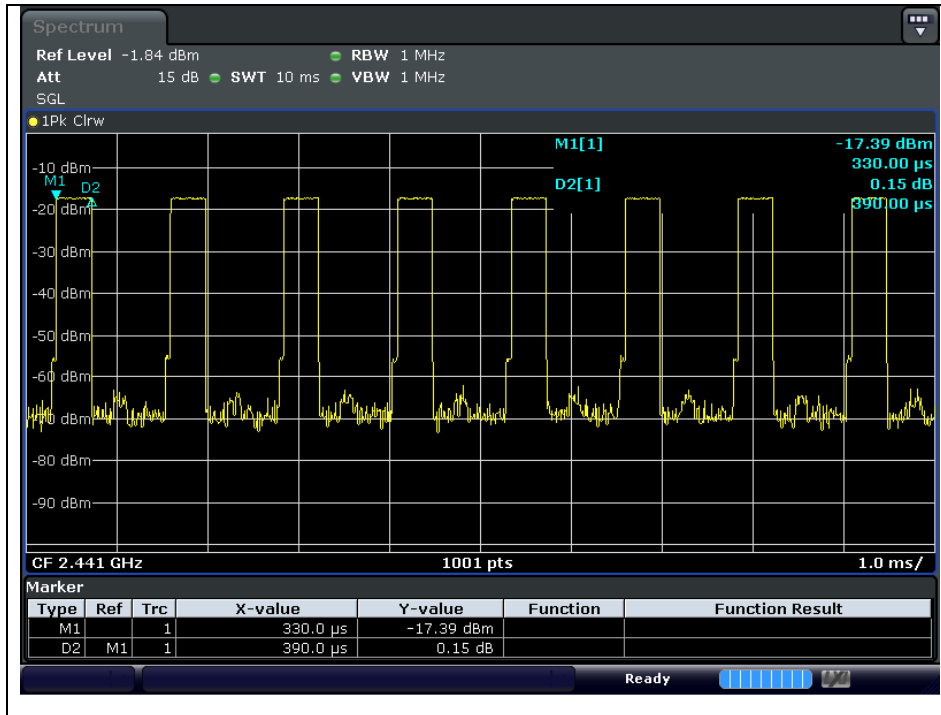 Spectrum
Ref Level -1.84 dBm RBW 1 MHz
Att 15 dB SWT 10 ms VBW 1 MHz
SGL
1Pk Clrw
M1[1] -17.39 dBm
330.00 µs
D2[1] 0.15 dB
390.00 µs
M1 D2
-10 dBm
-20 dBm
-30 dBm
-40 dBm
-50 dBm
-60 dBm
-70 dBm
-80 dBm
-90 dBm
CF 2.441 GHz 1001 pts 1.0 ms/
Marker
Type Ref Trc X-value Y-value Function Function Result
M1 1 330.0 µs -17.39 dBm
D2 M1 1 390.0 µs 0.15 dB
Ready